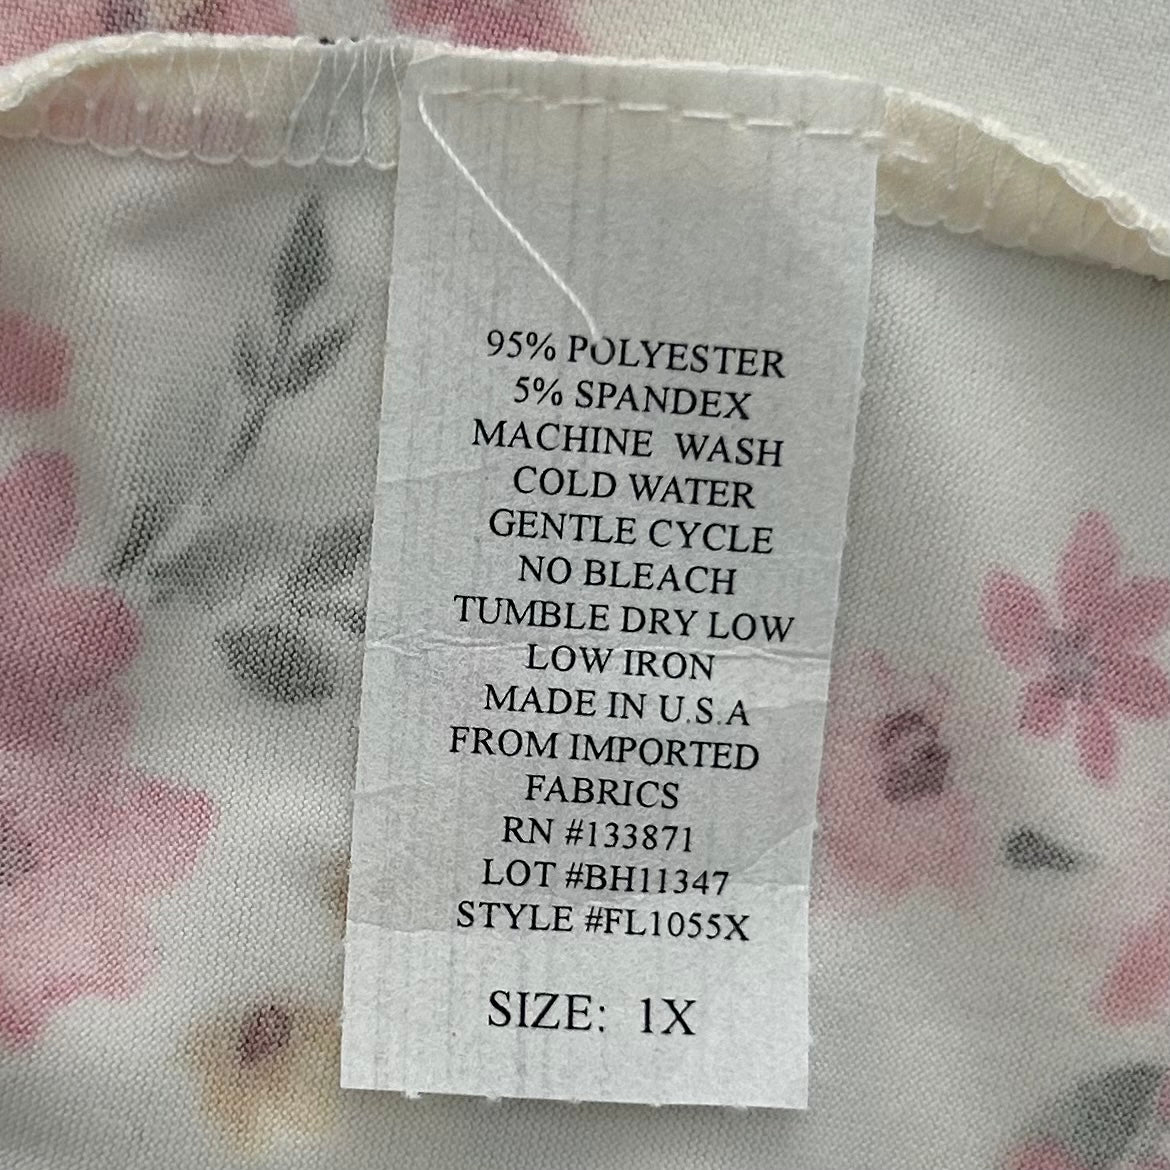 95% POLYESTER
5% SPANDEX
MACHINE WASH
COLD WATER
GENTLE CYCLE
NO BLEACH
TUMBLE DRY LOW
LOW IRON
MADE IN U.S.A
FROM IMPORTED
FABRICS
RN #133871
LOT #BH11347
STYLE #FL1055X
SIZE: 1X